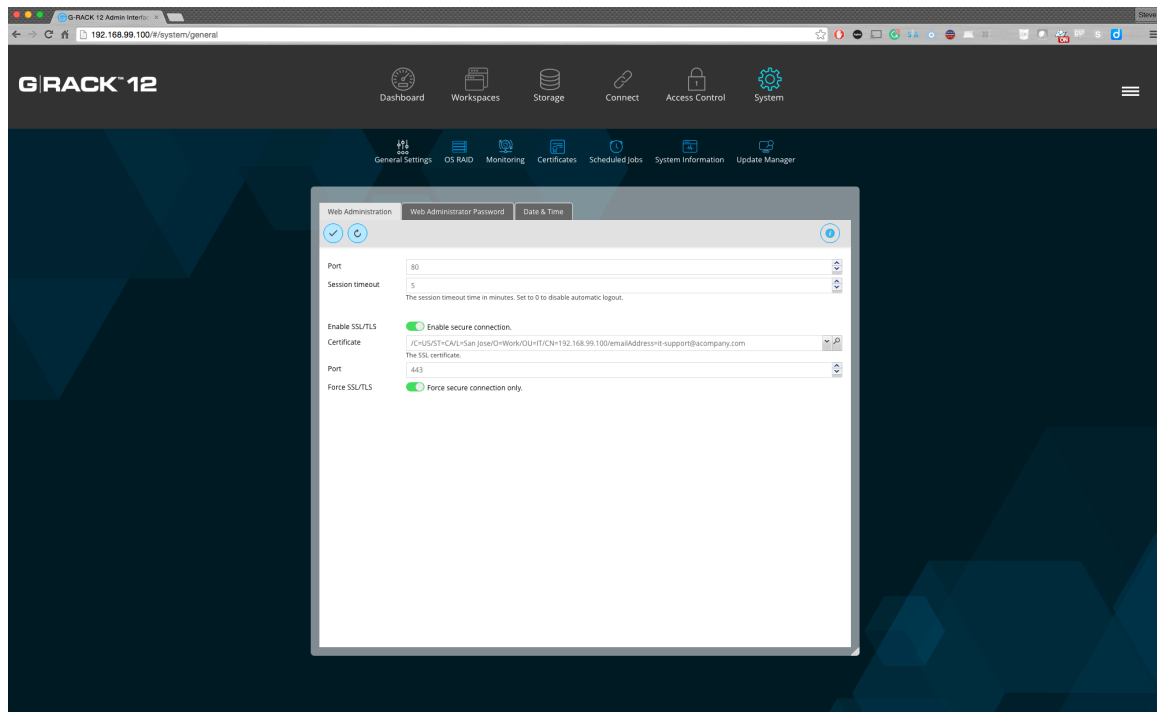 G-RACK 12 Admin Interfac
Steve
192.168.99.100/#/system/general
G|RACK™ 12
Dashboard Workspaces Storage Connect Access Control System
General Settings OS RAID Monitoring Certificates Scheduled Jobs System Information Update Manager
Web Administration Web Administrator Password Date & Time
Port 80
Session timeout 5
The session timeout time in minutes. Set to 0 to disable automatic logout.
Enable SSL/TLS Enable secure connection.
Certificate /C=US/ST=CA/L=San Jose/O=Work/OU=IT/CN=192.168.99.100/emailAddress=it-support@acompany.com
The SSL certificate.
Port 443
Force SSL/TLS Force secure connection only.